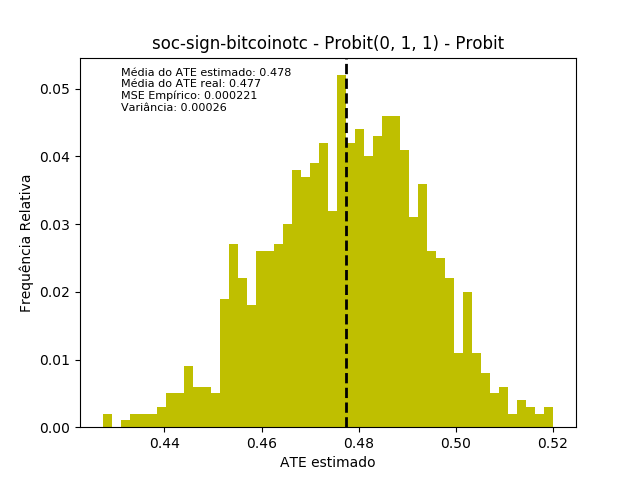 soc-sign-bitcoinotc - Probit(0, 1, 1) - Probit
Média do ATE estimado: 0.478
Média do ATE real: 0.477
MSE Empírico: 0.000221
Variância: 0.00026
Frequência Relativa
0.05
0.04
0.03
0.02
0.01
0.00
0.44
0.46
0.48
0.50
0.52
ATE estimado